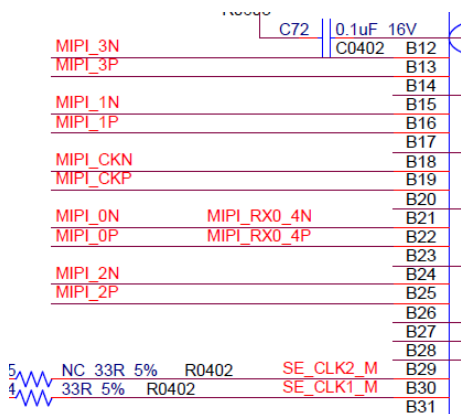 C72 0.1uF 16V
MIPI_3N C0402 B12
MIPI_3P B13
B14
MIPI_1N B15
MIPI_1P B16
B17
MIPI_CKN B18
MIPI_CKP B19
B20
MIPI_0N MIPI_RX0_4N B21
MIPI_0P MIPI_RX0_4P B22
B23
MIPI_2N B24
MIPI_2P B25
B26
B27
B28
5 NC 33R 5% R0402 SE_CLK2_M B29
4 33R 5% R0402 SE_CLK1_M B30
B31